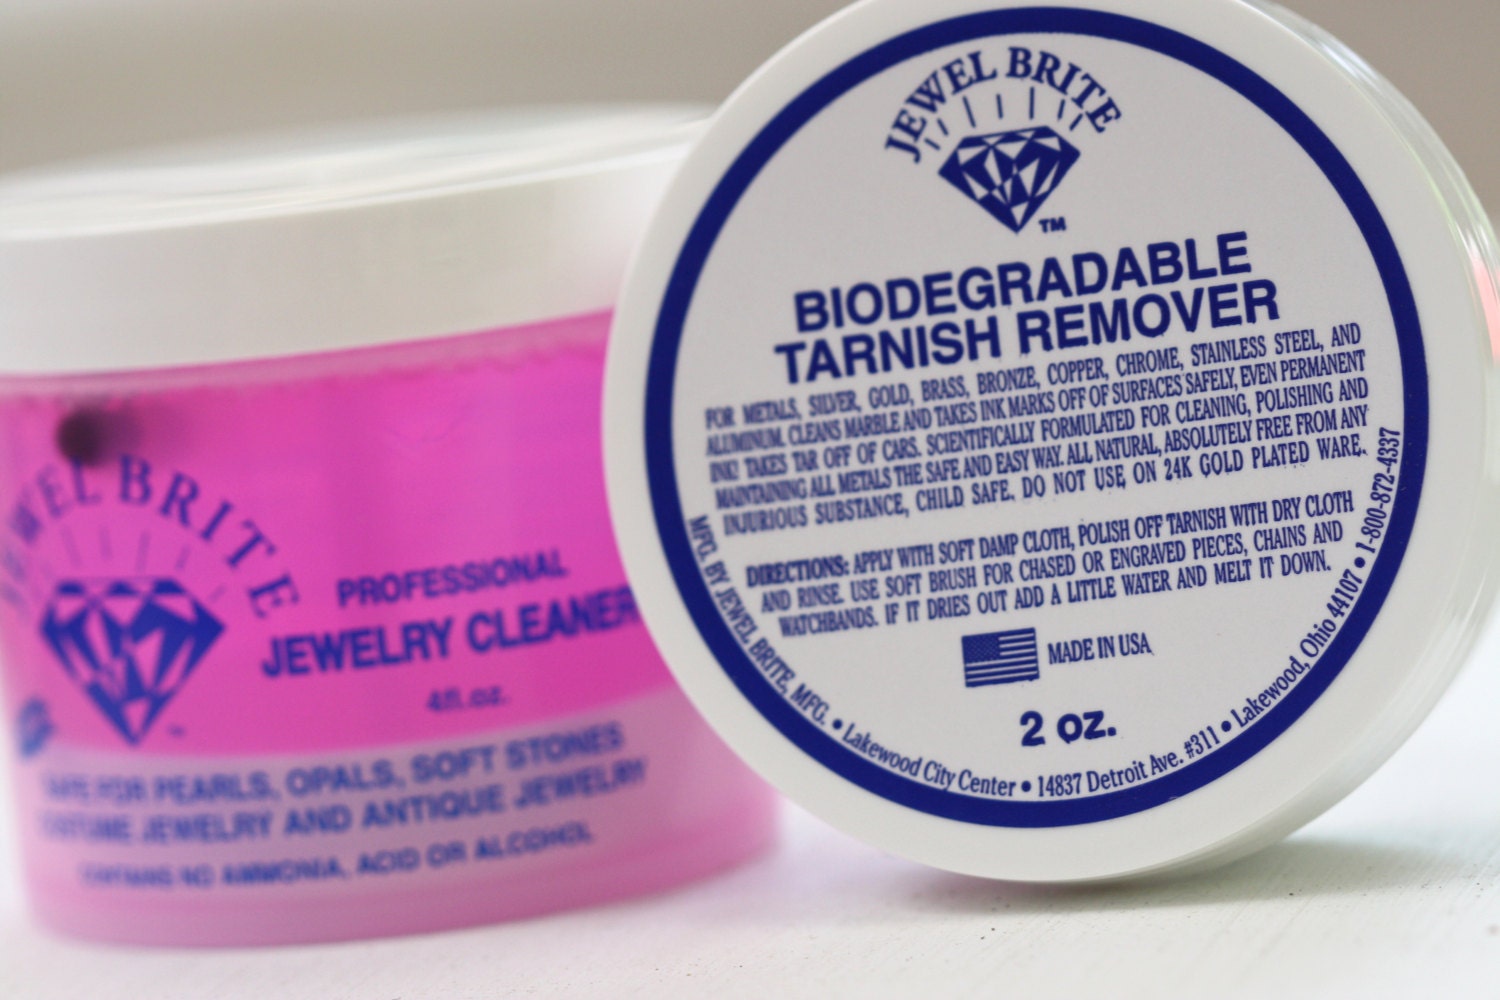 JEWEL BRITE
PROFESSIONAL
JEWELRY CLEANER
4fl.oz.
SAFE FOR PEARLS, OPALS, SOFT STONES
COSTUME JEWELRY AND ANTIQUE JEWELRY
CONTAINS NO AMMONIA, ACID OR ALCOHOL
JEWEL BRITE
TM
BIODEGRADABLE
TARNISH REMOVER
FOR METALS, SILVER, GOLD, BRASS, BRONZE, COPPER, CHROME, STAINLESS STEEL, AND
ALUMINUM. CLEANS MARBLE AND TAKES INK MARKS OFF OF SURFACES SAFELY, EVEN PERMANENT
INK! TAKES TAR OFF OF CARS. SCIENTIFICALLY FORMULATED FOR CLEANING, POLISHING AND
MAINTAINING ALL METALS THE SAFE AND EASY WAY. ALL NATURAL, ABSOLUTELY FREE FROM ANY
INJURIOUS SUBSTANCE, CHILD SAFE. DO NOT USE ON 24K GOLD PLATED WARE.
DIRECTIONS: APPLY WITH SOFT DAMP CLOTH, POLISH OFF TARNISH WITH DRY CLOTH
AND RINSE. USE SOFT BRUSH FOR CHASED OR ENGRAVED PIECES, CHAINS AND
WATCHBANDS. IF IT DRIES OUT ADD A LITTLE WATER AND MELT IT DOWN.
MADE IN USA
2 oz.
MFG. BY JEWEL BRITE, MFG. • Lakewood City Center • 14837 Detroit Ave. #311 • Lakewood, Ohio 44107 • 1-800-872-4337